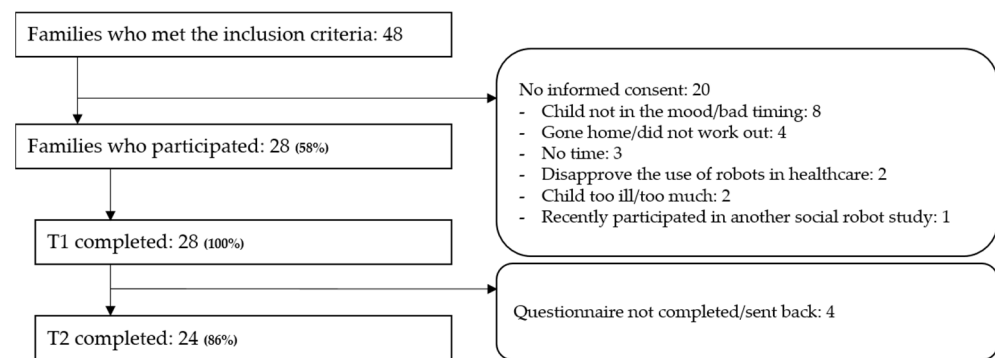 Families who met the inclusion criteria: 48
No informed consent: 20
- Child not in the mood/bad timing: 8
- Gone home/did not work out: 4
- No time: 3
- Disapprove the use of robots in healthcare: 2
- Child too ill/too much: 2
- Recently participated in another social robot study: 1
Families who participated: 28 (58%)
T1 completed: 28 (100%)
Questionnaire not completed/sent back: 4
T2 completed: 24 (86%)